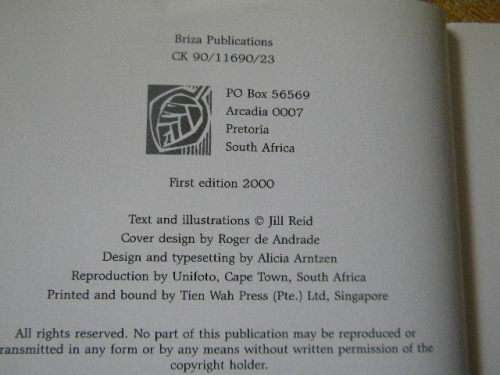 Briza Publications
CK 90/11690/23
PO Box 56569
Arcadia 0007
Pretoria
South Africa
First edition 2000
Text and illustrations © Jill Reid
Cover design by Roger de Andrade
Design and typesetting by Alicia Arntzen
Reproduction by Unifoto, Cape Town, South Africa
Printed and bound by Tien Wah Press (Pte.) Ltd, Singapore
All rights reserved. No part of this publication may be reproduced or
ransmitted in any form or by any means without written permission of the
copyright holder.